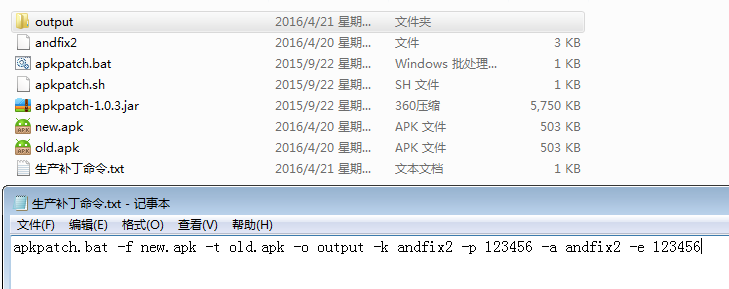 output 2016/4/21 星期... 文件夹
andfix2 2016/4/20 星期... 文件 3 KB
apkpatch.bat 2015/9/22 星期... Windows 批处理... 1 KB
apkpatch.sh 2015/9/22 星期... SH 文件 1 KB
apkpatch-1.0.3.jar 2015/9/22 星期... 360压缩 5,750 KB
new.apk 2016/4/20 星期... APK 文件 503 KB
old.apk 2016/4/20 星期... APK 文件 503 KB
生产补丁命令.txt 2016/4/21 星期... 文本文档 1 KB
生产补丁命令.txt - 记事本
文件(F) 编辑(E) 格式(O) 查看(V) 帮助(H)
apkpatch.bat -f new.apk -t old.apk -o output -k andfix2 -p 123456 -a andfix2 -e 123456